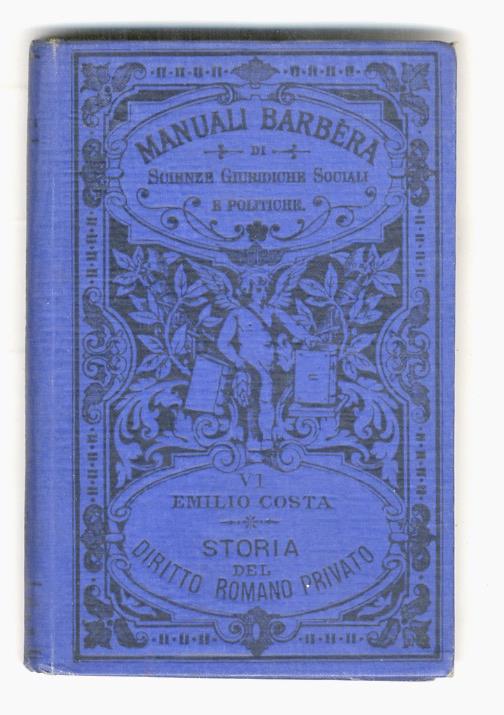 MANUALI BARBÈRA
DI
SCIENZE GIURIDICHE SOCIALI
E POLITICHE.
VI
EMILIO COSTA
STORIA
DEL
DIRITTO ROMANO PRIVATO